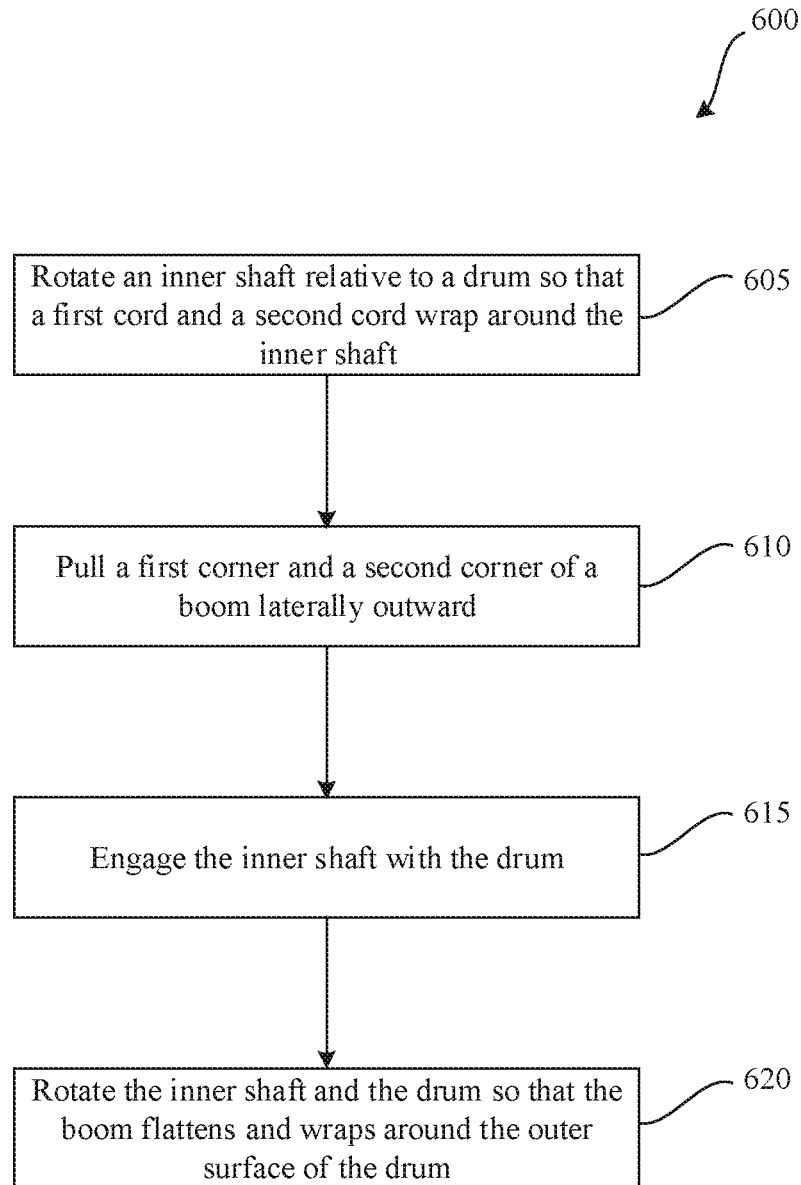 600
Rotate an inner shaft relative to a drum so that
a first cord and a second cord wrap around the
inner shaft
605
Pull a first corner and a second corner of a
boom laterally outward
610
Engage the inner shaft with the drum
615
Rotate the inner shaft and the drum so that the
boom flattens and wraps around the outer
surface of the drum
620